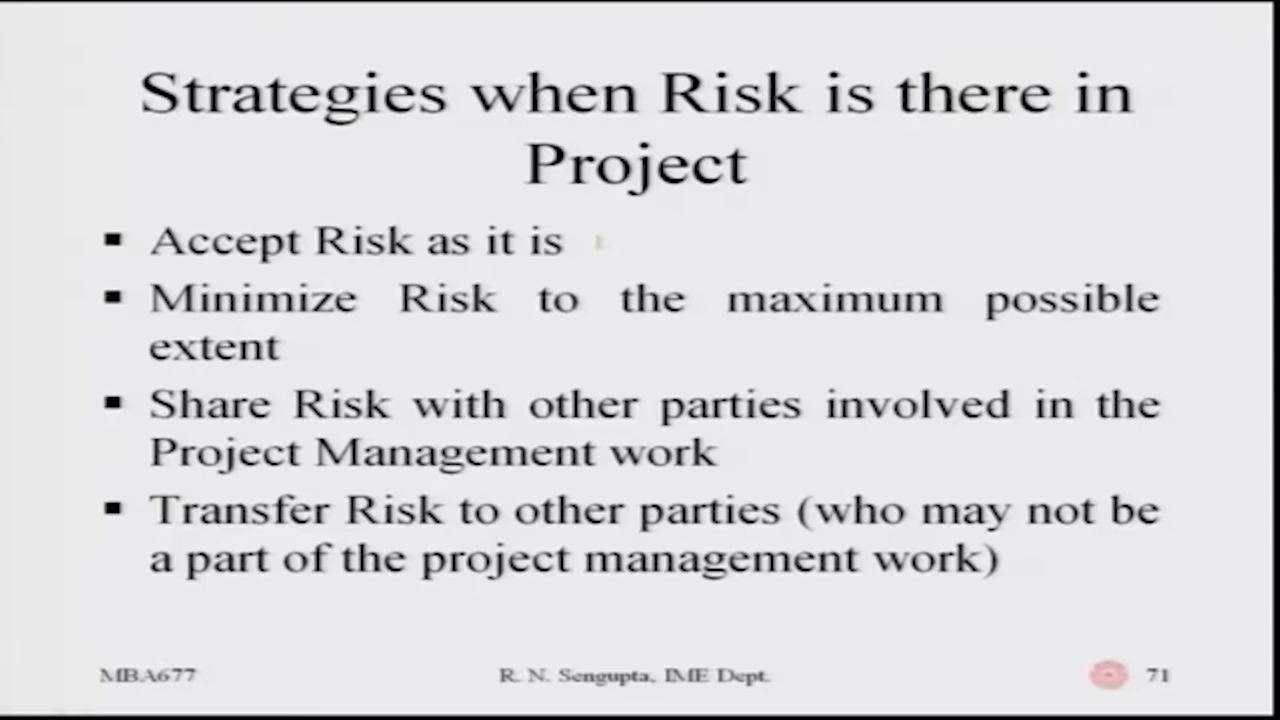 Strategies when Risk is there in
Project
▪ Accept Risk as it is
▪ Minimize Risk to the maximum possible
extent
▪ Share Risk with other parties involved in the
Project Management work
▪ Transfer Risk to other parties (who may not be
a part of the project management work)
MBA677 R. N. Sengupta, IME Dept. 71